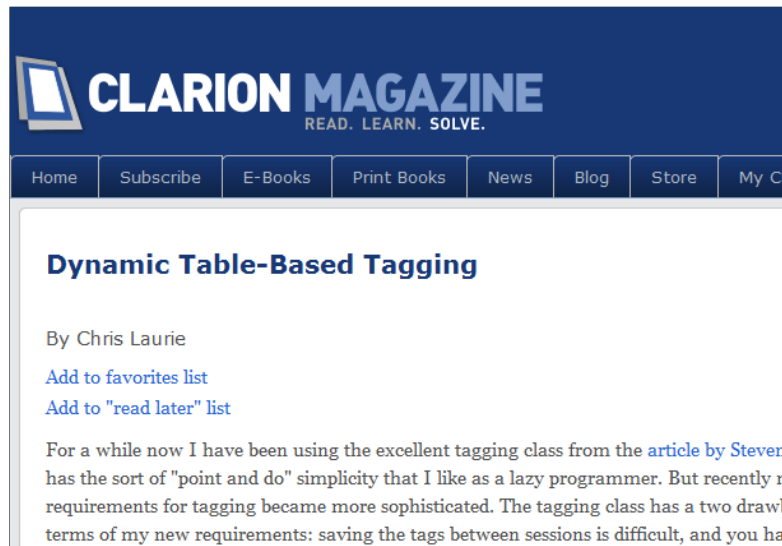 CLARION MAGAZINE
READ. LEARN. SOLVE.
Home Subscribe E-Books Print Books News Blog Store My
Dynamic Table-Based Tagging
By Chris Laurie
Add to favorites list
Add to "read later" list
For a while now I have been using the excellent tagging class from the article by
has the sort of "point and do" simplicity that I like as a lazy programmer. But recently
requirements for tagging became more sophisticated. The tagging class has a two
terms of my new requirements: saving the tags between sessions is difficult, and you